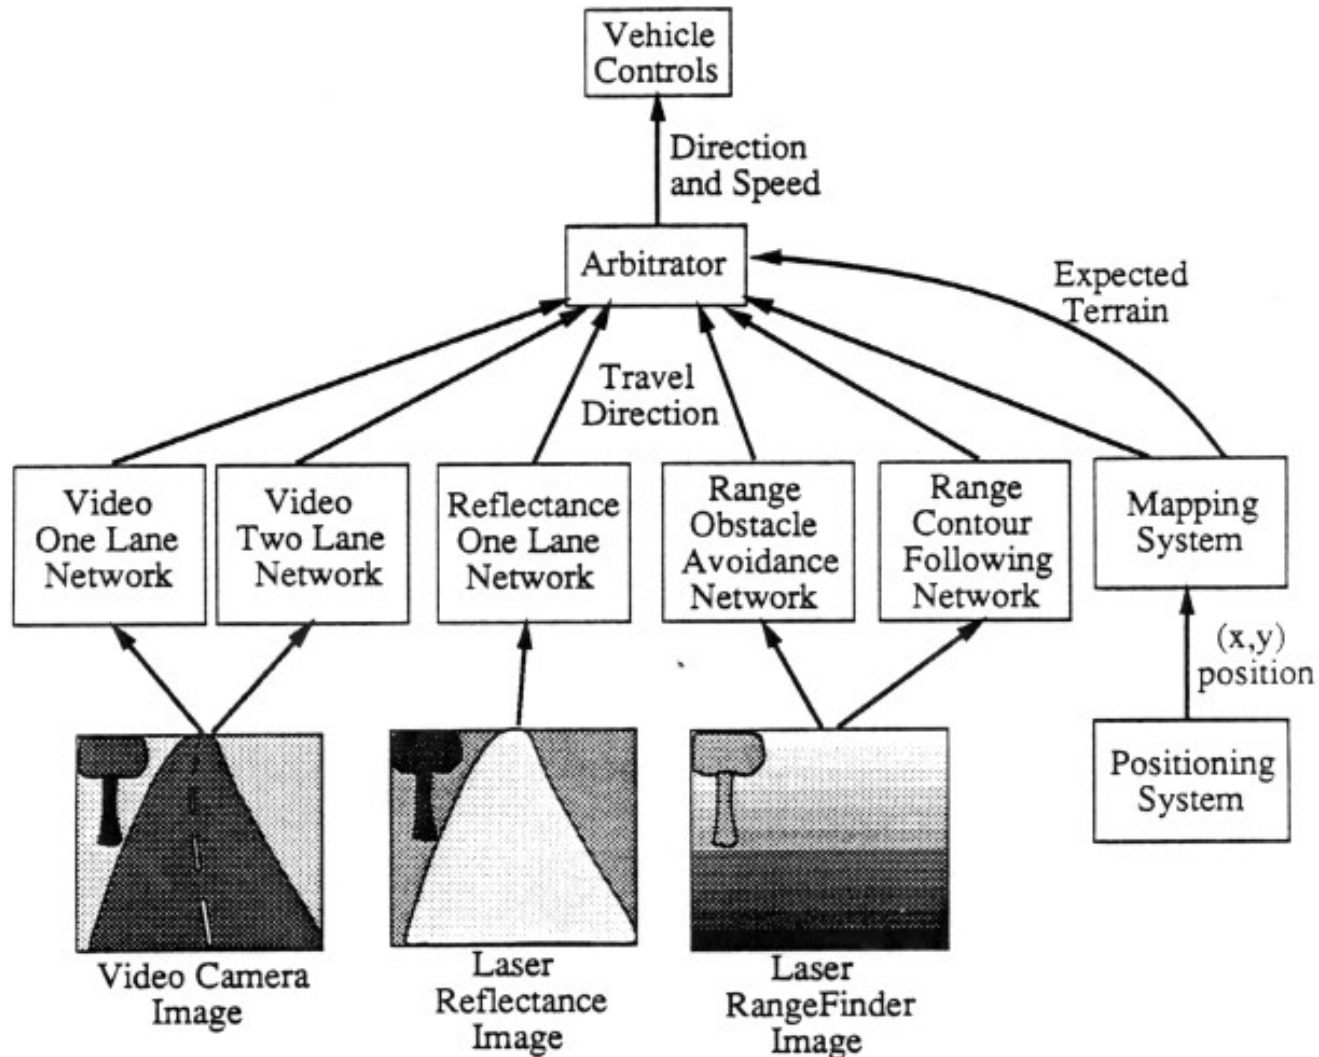 Vehicle
Controls
Direction
and Speed
Arbitrator
Expected
Terrain
Travel
Direction
Video
One Lane
Network
Video
Two Lane
Network
Reflectance
One Lane
Network
Range
Obstacle
Avoidance
Network
Range
Contour
Following
Network
Mapping
System
(x,y)
position
Positioning
System
Video Camera
Image
Laser
Reflectance
Image
Laser
RangeFinder
Image